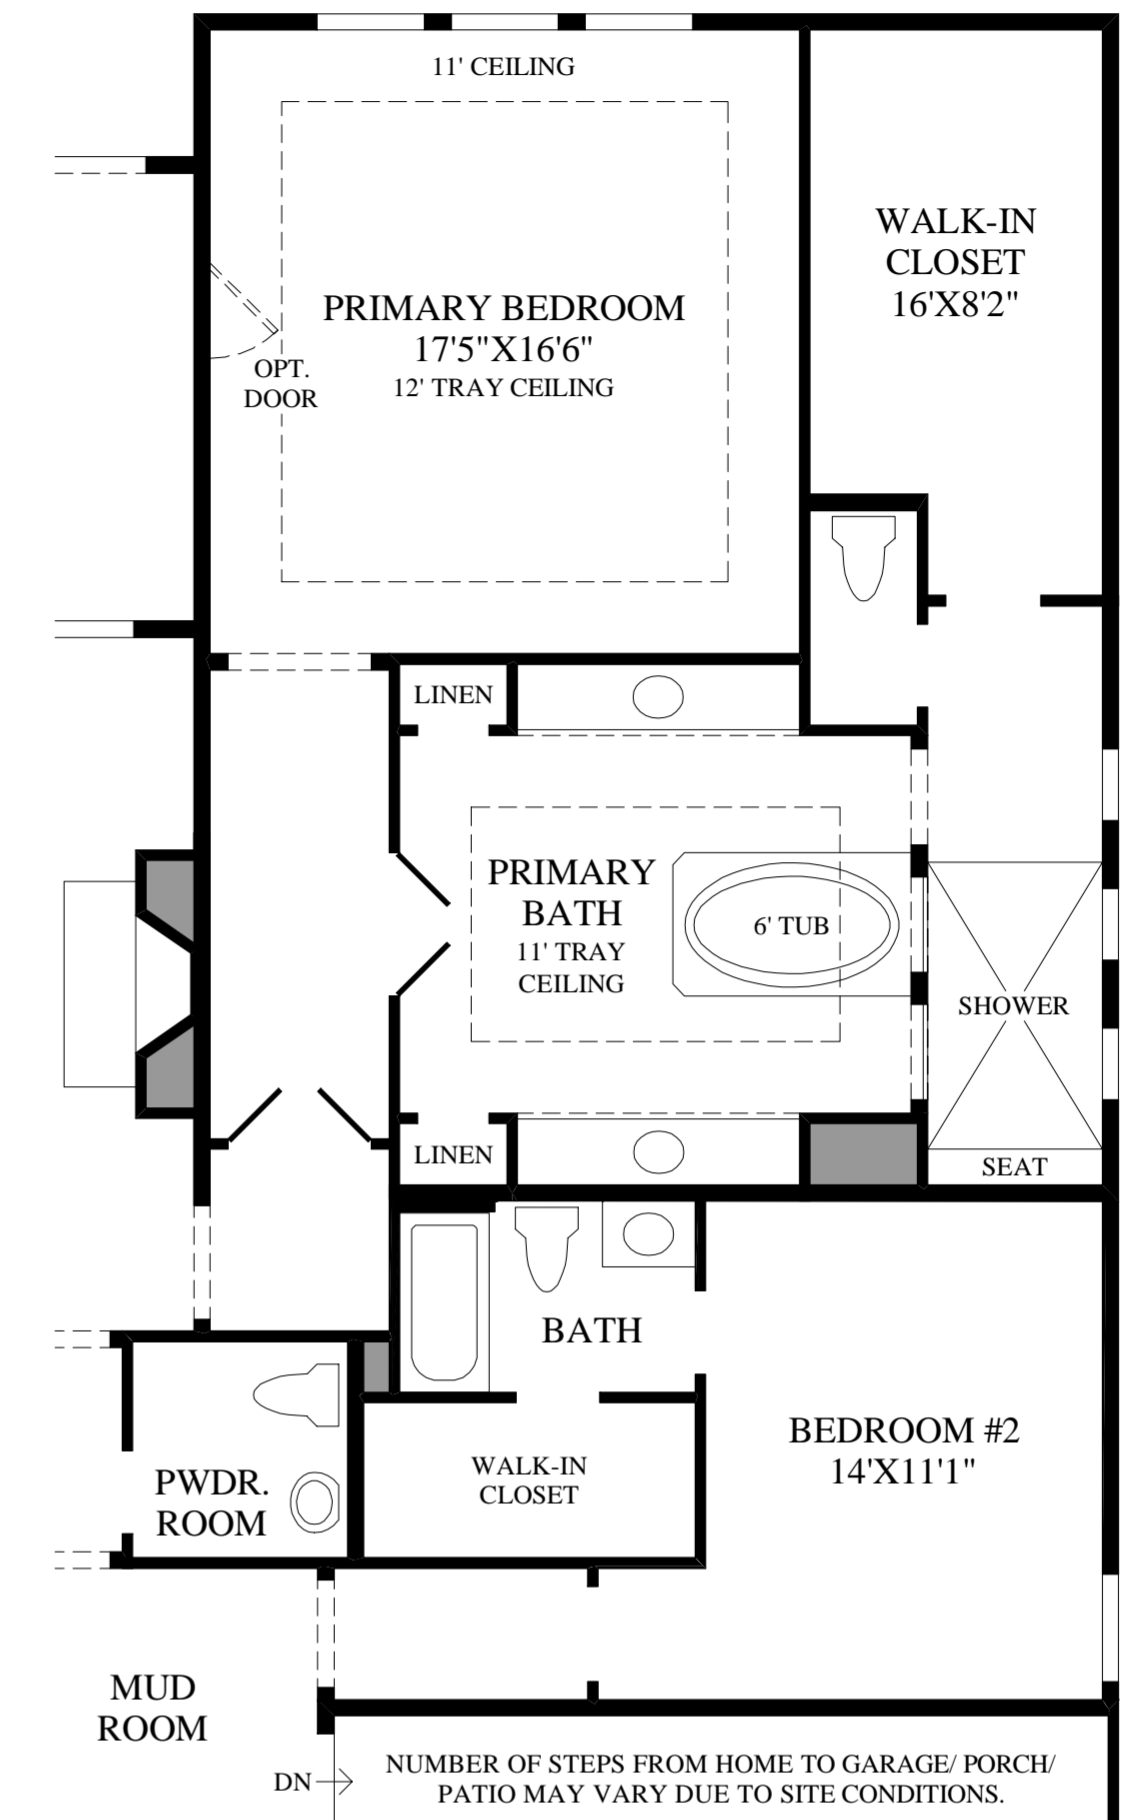 11' CEILING
WALK-IN
CLOSET
16'X8'2"
PRIMARY BEDROOM
17'5"X16'6"
12' TRAY CEILING
OPT.
DOOR
LINEN
PRIMARY
BATH
11' TRAY
CEILING
6' TUB
SHOWER
SEAT
LINEN
BATH
BEDROOM #2
14'X11'1"
WALK-IN
CLOSET
PWDR.
ROOM
MUD
ROOM
DN
NUMBER OF STEPS FROM HOME TO GARAGE/ PORCH/
PATIO MAY VARY DUE TO SITE CONDITIONS.